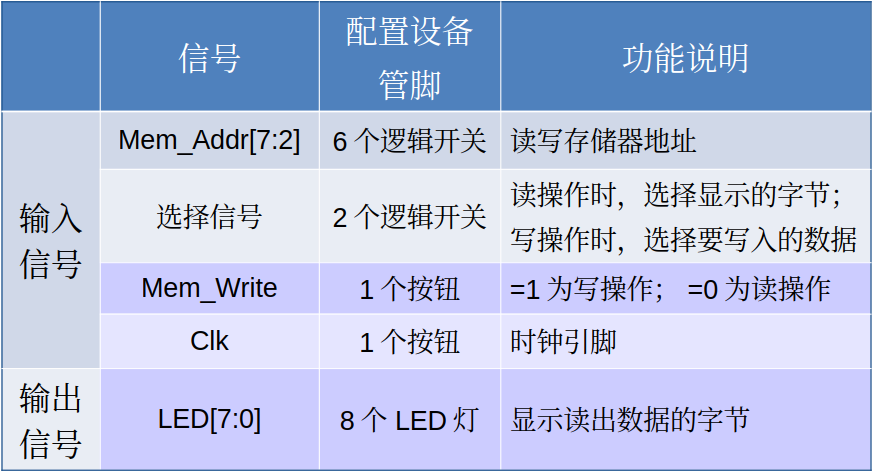 信号
配置设备
管脚
功能说明
输入
信号
Mem_Addr[7:2]
6 个逻辑开关
读写存储器地址
选择信号
2 个逻辑开关
读操作时，选择显示的字节；
写操作时，选择要写入的数据
Mem_Write
1 个按钮
=1 为写操作； =0 为读操作
Clk
1 个按钮
时钟引脚
输出
信号
LED[7:0]
8 个 LED 灯
显示读出数据的字节